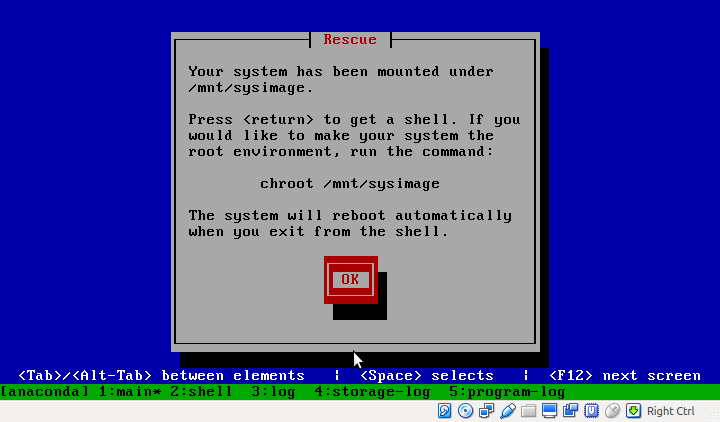 Rescue
Your system has been mounted under
/mnt/sysimage.
Press <return> to get a shell. If you
would like to make your system the
root environment, run the command:
chroot /mnt/sysimage
The system will reboot automatically
when you exit from the shell.
OK
<Tab>/<Alt-Tab> between elements | <Space> selects | <F12> next screen
[anaconda] 1:main* 2:shell 3:log 4:storage-log 5:program-log
Right Ctrl